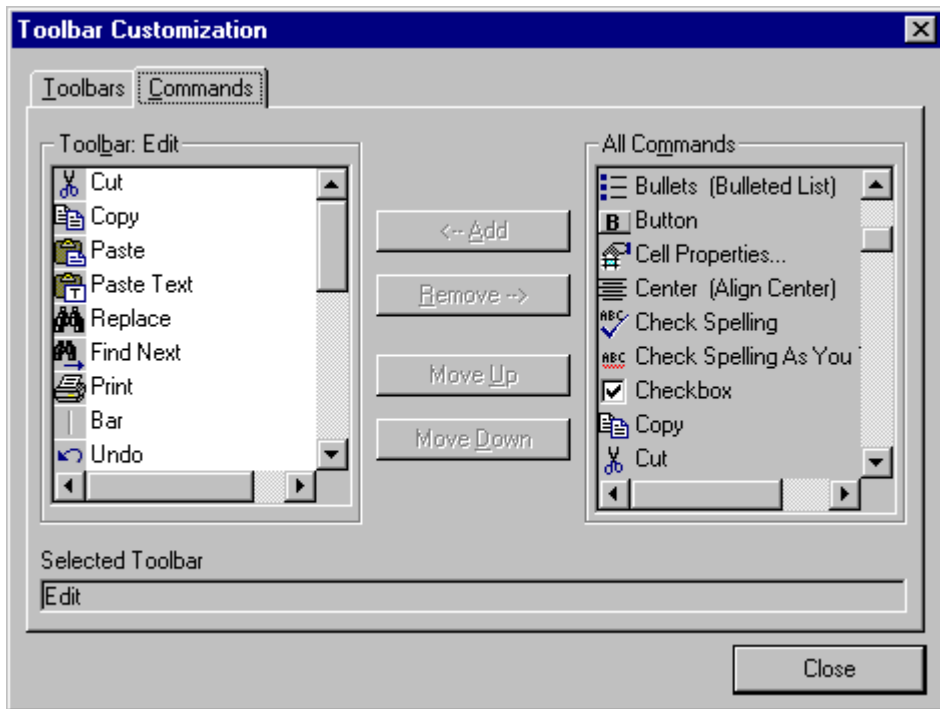 Toolbar Customization
Toolbars
Commands
Toolbar: Edit
Cut
Copy
Paste
Paste Text
Replace
Find Next
Print
Bar
Undo
<-- Add
Remove -->
Move Up
Move Down
All Commands
Bullets (Bulleted List)
Button
Cell Properties...
Center (Align Center)
Check Spelling
Check Spelling As You
Checkbox
Copy
Cut
Selected Toolbar
Edit
Close